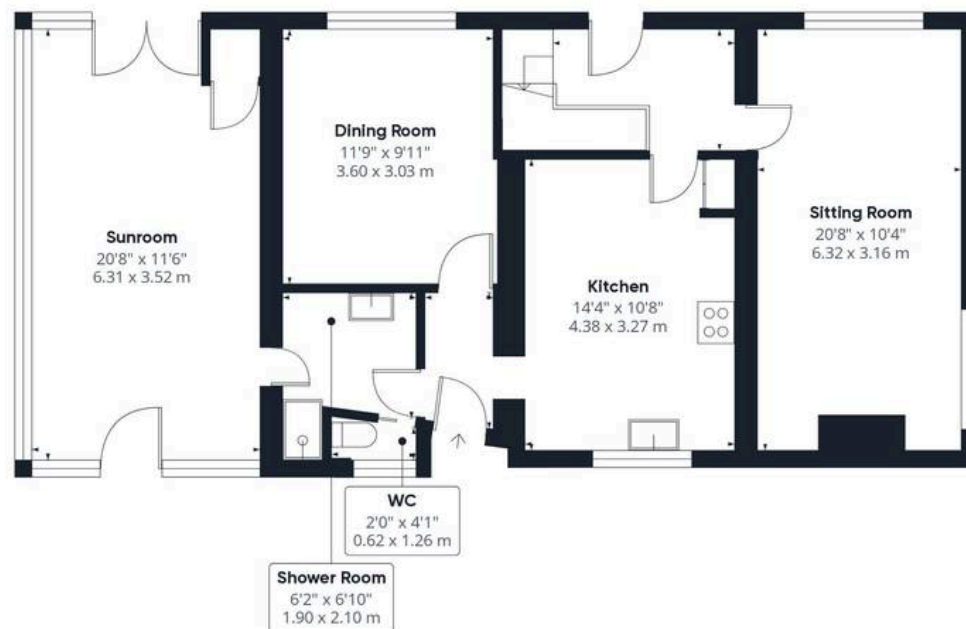 Dining Room
11'9" x 9'11"
3.60 x 3.03 m
Sunroom
20'8" x 11'6"
6.31 x 3.52 m
Sitting Room
20'8" x 10'4"
6.32 x 3.16 m
Kitchen
14'4" x 10'8"
4.38 x 3.27 m
WC
2'0" x 4'1"
0.62 x 1.26 m
Shower Room
6'2" x 6'10"
1.90 x 2.10 m